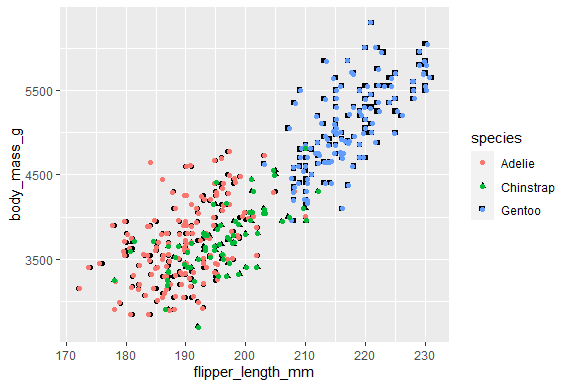 body_mass_g
5500
4500
3500
170
180
190
200
210
220
230
flipper_length_mm
species
Adelie
Chinstrap
Gentoo